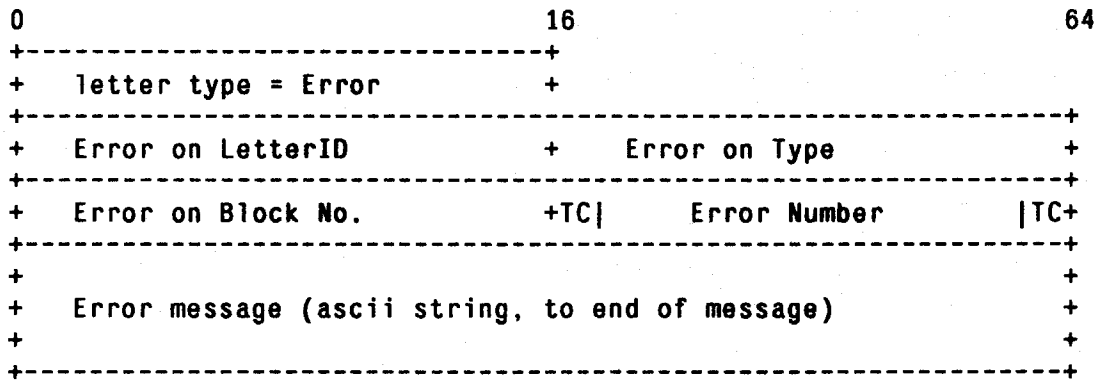 0 16 64
+--------------------------------+
+ letter type = Error +
+----------------------------------------------------------------+
+ Error on LetterID + Error on Type +
+----------------------------------------------------------------+
+ Error on Block No. +TC| Error Number |TC+
+----------------------------------------------------------------+
+ +
+ Error message (ascii string, to end of message) +
+ +
+----------------------------------------------------------------+